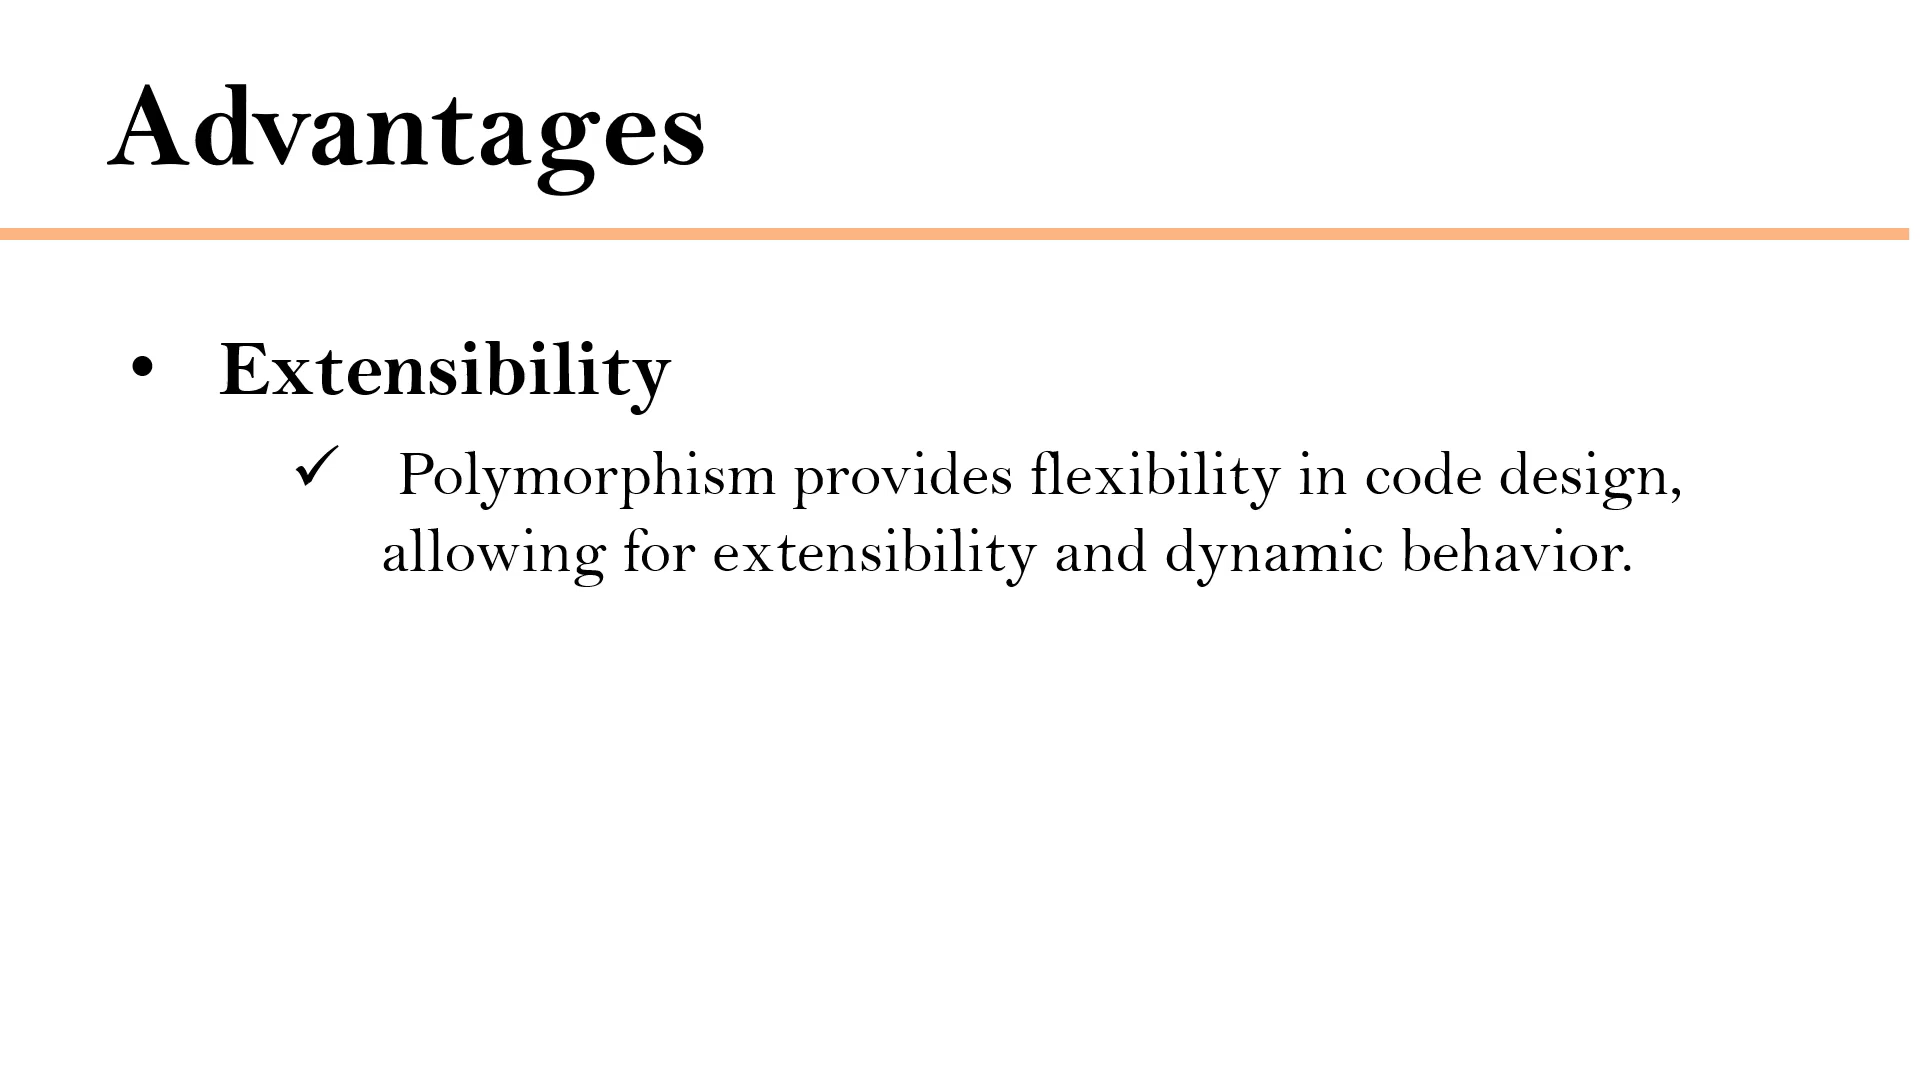 Advantages
• Extensibility
✓ Polymorphism provides flexibility in code design,
allowing for extensibility and dynamic behavior.